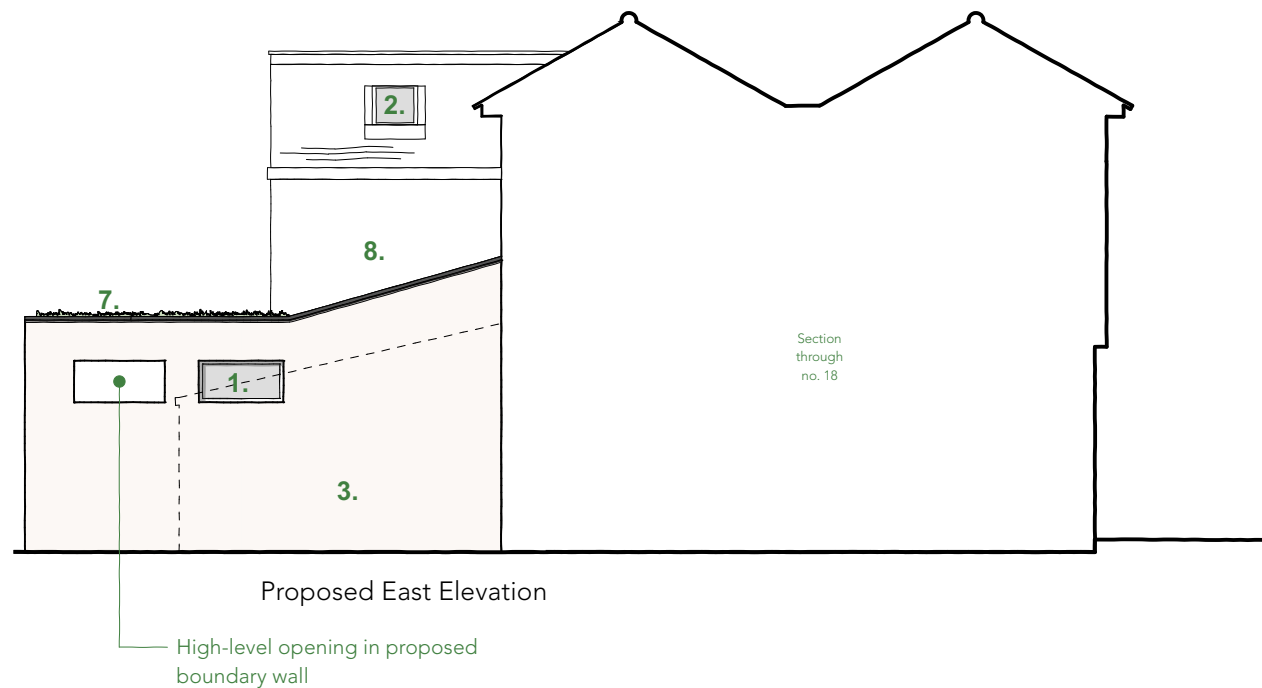 2.
8.
7.
1.
3.
Section
through
no. 18
Proposed East Elevation
High-level opening in proposed
boundary wall